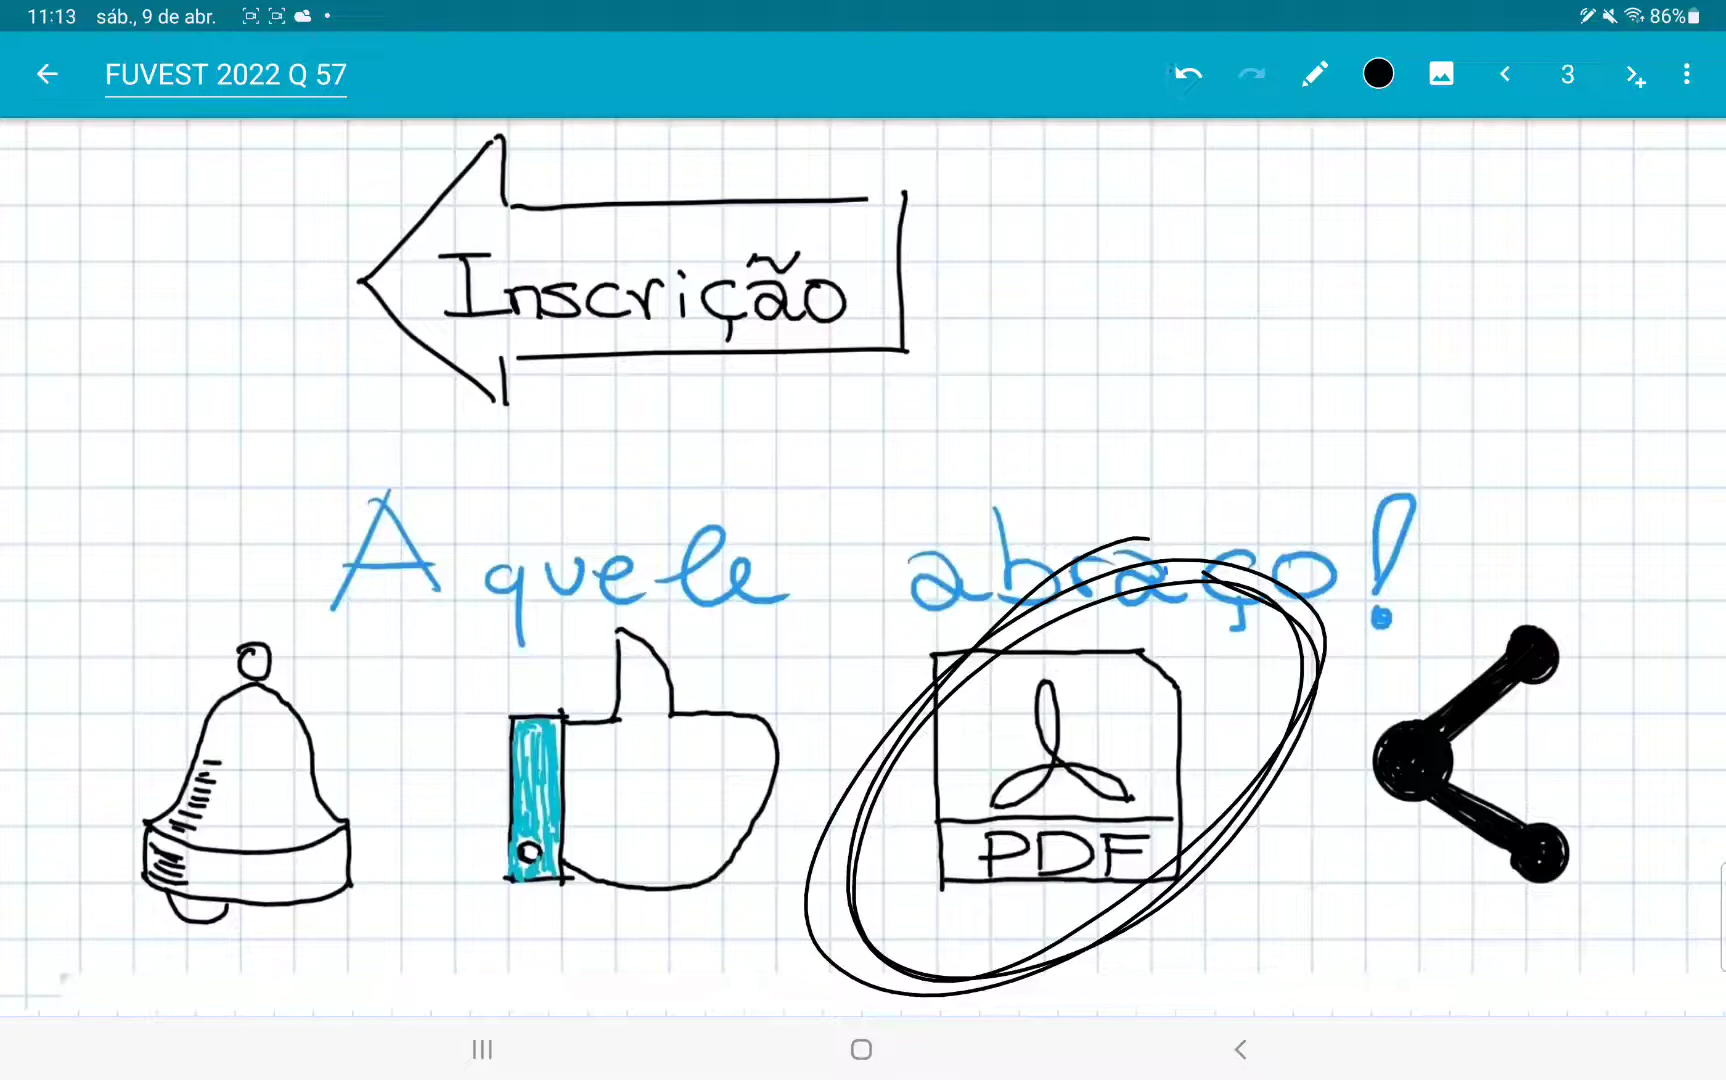 11:13 sáb., 9 de abr. 86%
FUVEST 2022 Q 57 3
Inscrição
Aquele abraço!
PDF